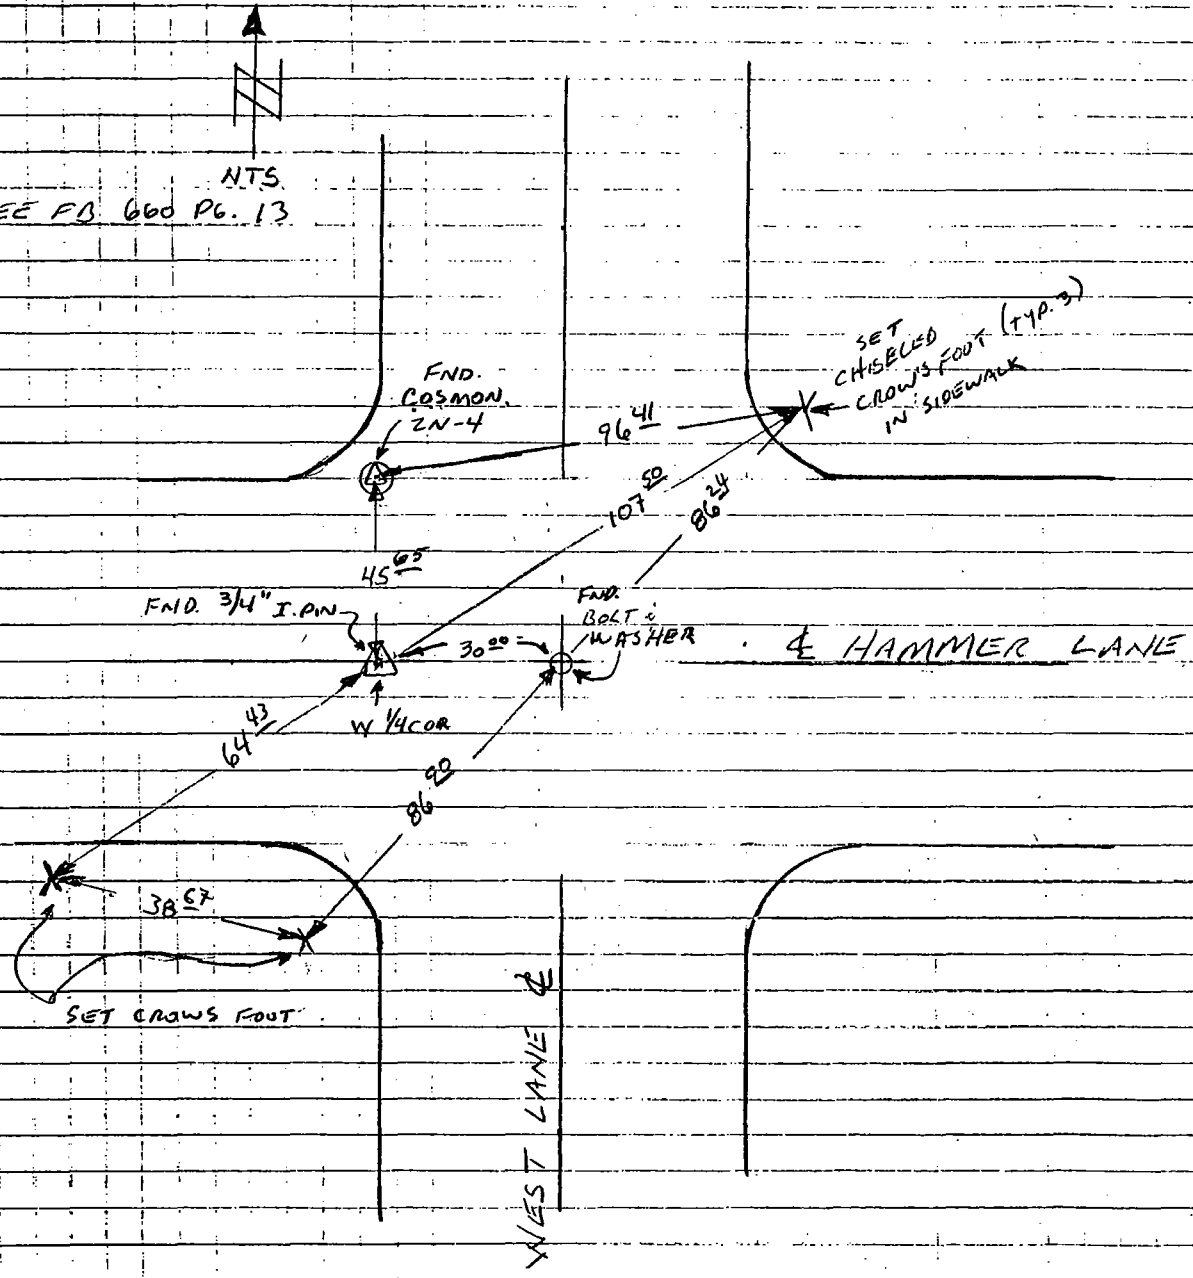 N
NTS
EE FB 660 PG. 13
SET
CHISELED
CROW'S FOOT (TYP. 3)
IN SIDEWALK
FND.
COSMON.
2N-4
96 41
107 50
86 24
45 65
FND. 3/4" I. PIN
30 00
FND.
BOLT &
WASHER
℄ HAMMER LANE
W 1/4 COR
64 43
86 90
38 67
SET CROWS FOOT
WEST LANE ℄